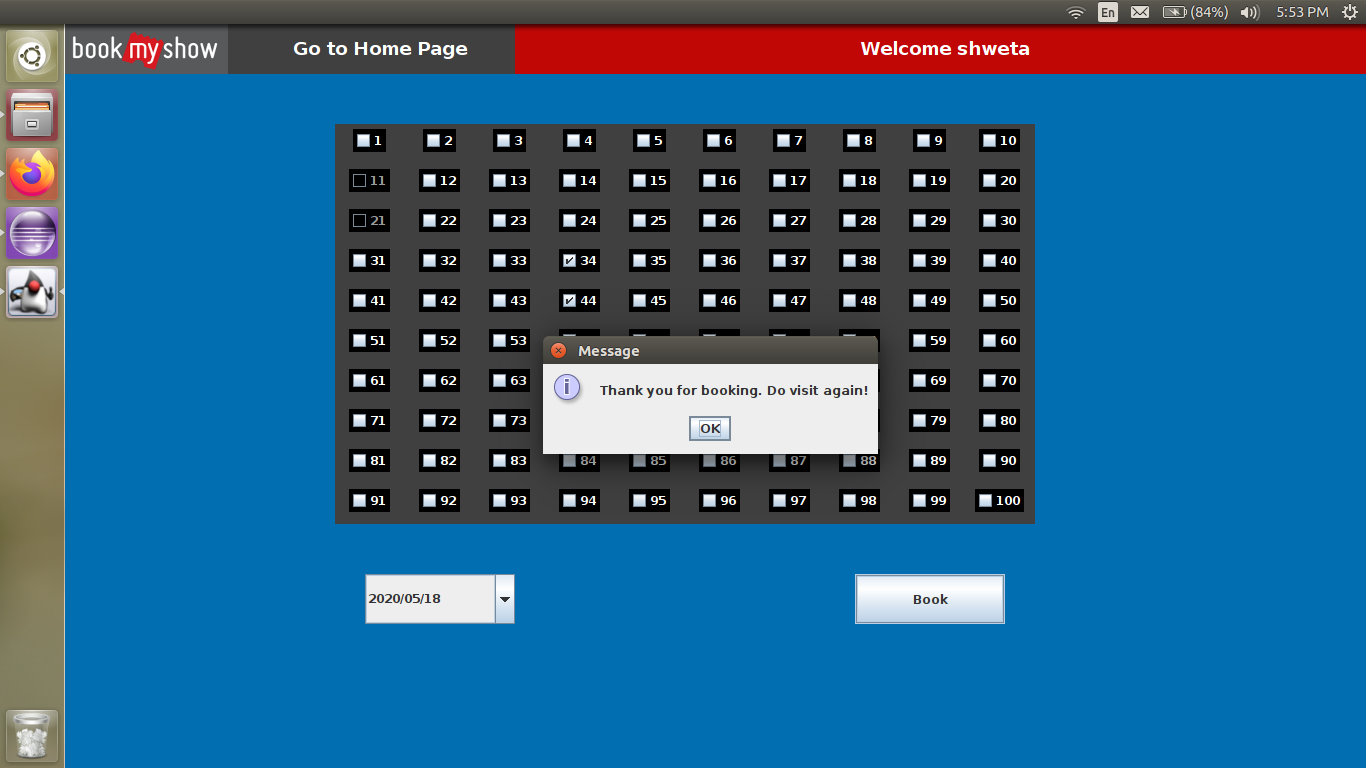 En (84%) 5:53 PM
book my show Go to Home Page Welcome shweta
1 2 3 4 5 6 7 8 9 10
11 12 13 14 15 16 17 18 19 20
21 22 23 24 25 26 27 28 29 30
31 32 33 34 35 36 37 38 39 40
41 42 43 44 45 46 47 48 49 50
51 52 53 59 60
Message
61 62 63 69 70
Thank you for booking. Do visit again!
71 72 73 79 80
OK
81 82 83 84 85 86 87 88 89 90
91 92 93 94 95 96 97 98 99 100
2020/05/18 Book